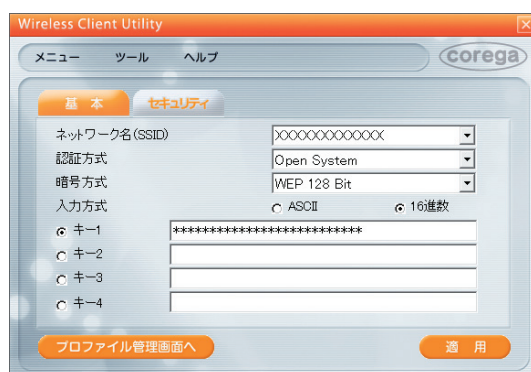 Wireless Client Utility
メニュー ツール ヘルプ corega
基 本 セキュリティ
ネットワーク名(SSID) XXXXXXXXXXXX
認証方式 Open System
暗号方式 WEP 128 Bit
入力方式 ASCII 16進数
キー1 **************************
キー2
キー3
キー4
プロファイル管理画面へ 適 用